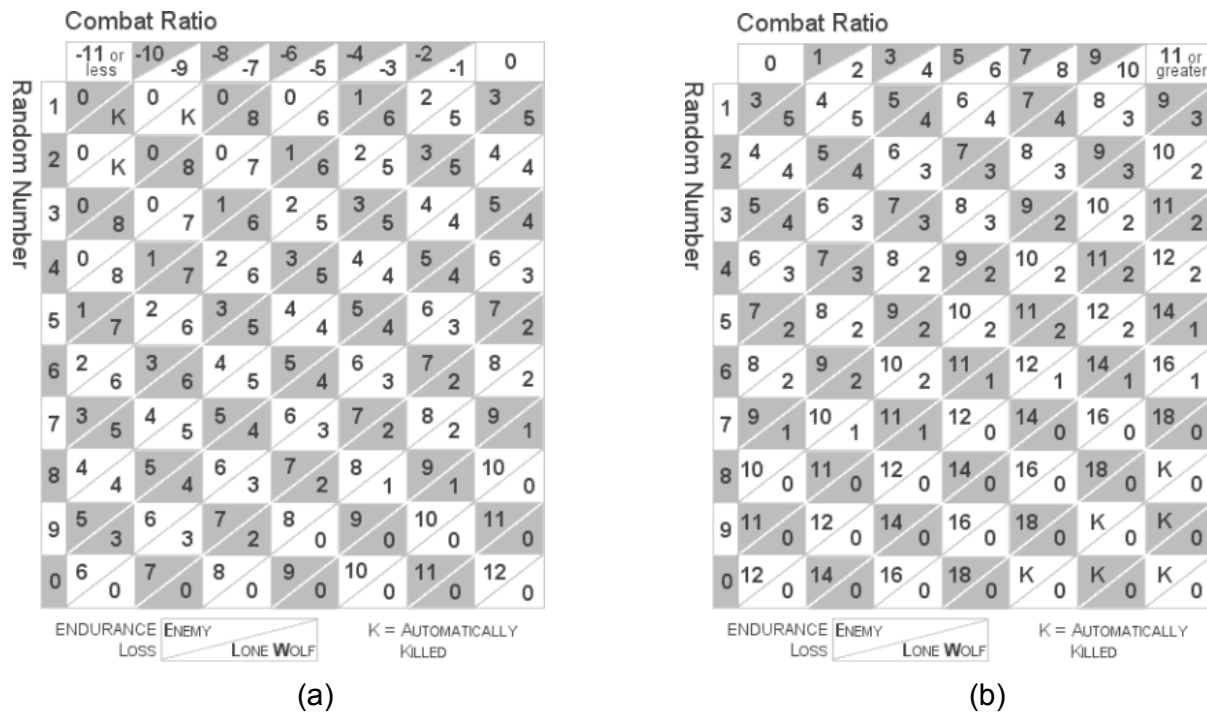 Combat Ratio
-11 or less -10 -9 -8 -7 -6 -5 -4 -3 -2 -1 0
Random Number
1 0 K 0 K 0 8 0 6 1 6 2 5 3 5
2 0 K 0 8 0 7 1 6 2 5 3 5 4 4
3 0 8 0 7 1 6 2 5 3 5 4 4 5 4
4 0 8 1 7 2 6 3 5 4 4 5 4 6 3
5 1 7 2 6 3 5 4 4 5 4 6 3 7 2
6 2 6 3 6 4 5 5 4 6 3 7 2 8 2
7 3 5 4 5 5 4 6 3 7 2 8 2 9 1
8 4 4 5 4 6 3 7 2 8 1 9 1 10 0
9 5 3 6 3 7 2 8 0 9 0 10 0 11 0
0 6 0 7 0 8 0 9 0 10 0 11 0 12 0
ENDURANCE LOSS
ENEMY
LONE WOLF
K = AUTOMATICALLY
KILLED
(a)
Combat Ratio
0 1 2 3 4 5 6 7 8 9 10 11 or greater
Random Number
1 3 5 4 5 5 4 6 4 7 4 8 3 9 3
2 4 4 5 4 6 3 7 3 8 3 9 3 10 2
3 5 4 6 3 7 3 8 3 9 2 10 2 11 2
4 6 3 7 3 8 2 9 2 10 2 11 2 12 2
5 7 2 8 2 9 2 10 2 11 2 12 2 14 1
6 8 2 9 2 10 2 11 1 12 1 14 1 16 1
7 9 1 10 1 11 1 12 0 14 0 16 0 18 0
8 10 0 11 0 12 0 14 0 16 0 18 0 K 0
9 11 0 12 0 14 0 16 0 18 0 K 0 K 0
0 12 0 14 0 16 0 18 0 K 0 K 0 K 0
ENDURANCE LOSS
ENEMY
LONE WOLF
K = AUTOMATICALLY
KILLED
(b)